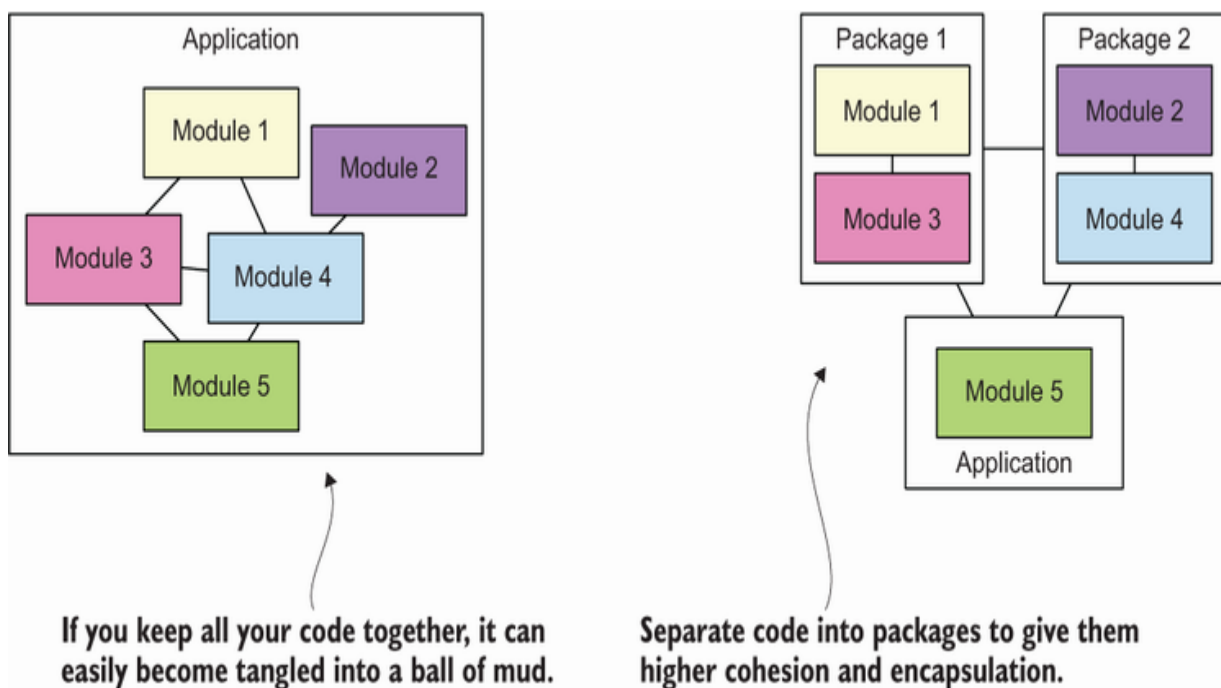 Application
Module 1
Module 2
Module 3
Module 4
Module 5
If you keep all your code together, it can
easily become tangled into a ball of mud.
Package 1
Module 1
Module 3
Package 2
Module 2
Module 4
Module 5
Application
Separate code into packages to give them
higher cohesion and encapsulation.